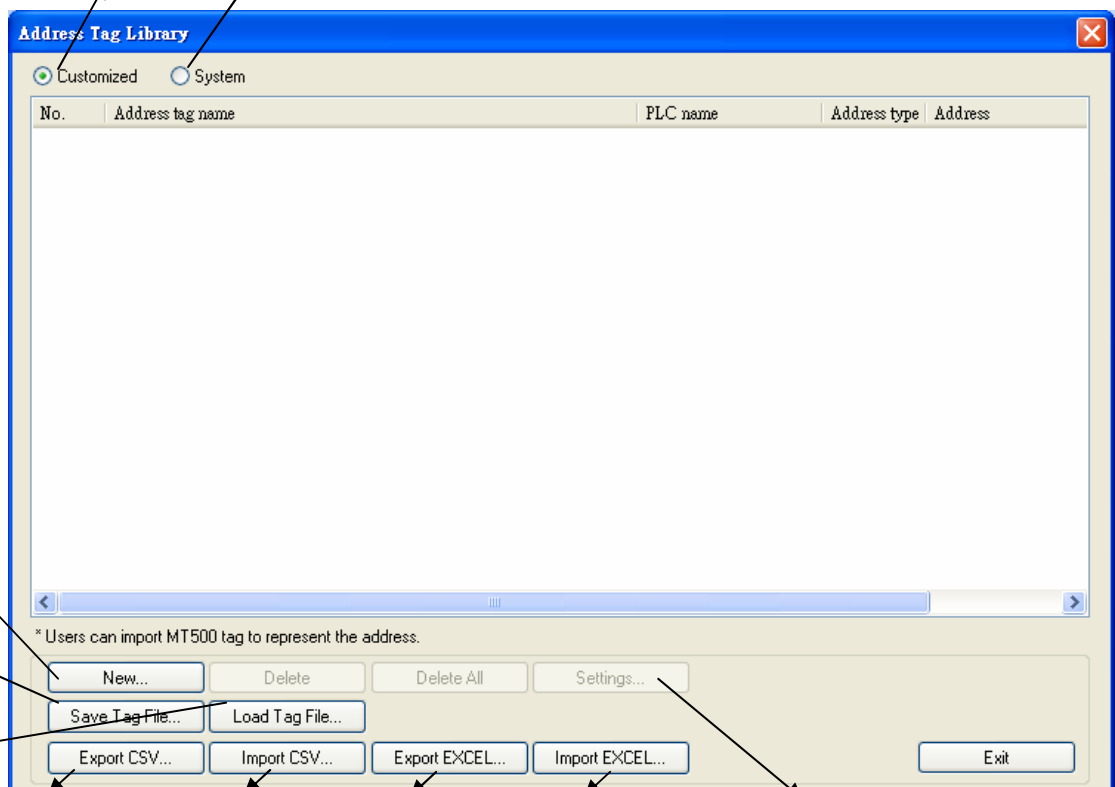 Address Tag Library
Customized System
No. Address tag name PLC name Address type Address
* Users can import MT500 tag to represent the address.
New... Delete Delete All Settings...
Save Tag File... Load Tag File...
Export CSV... Import CSV... Export EXCEL... Import EXCEL... Exit